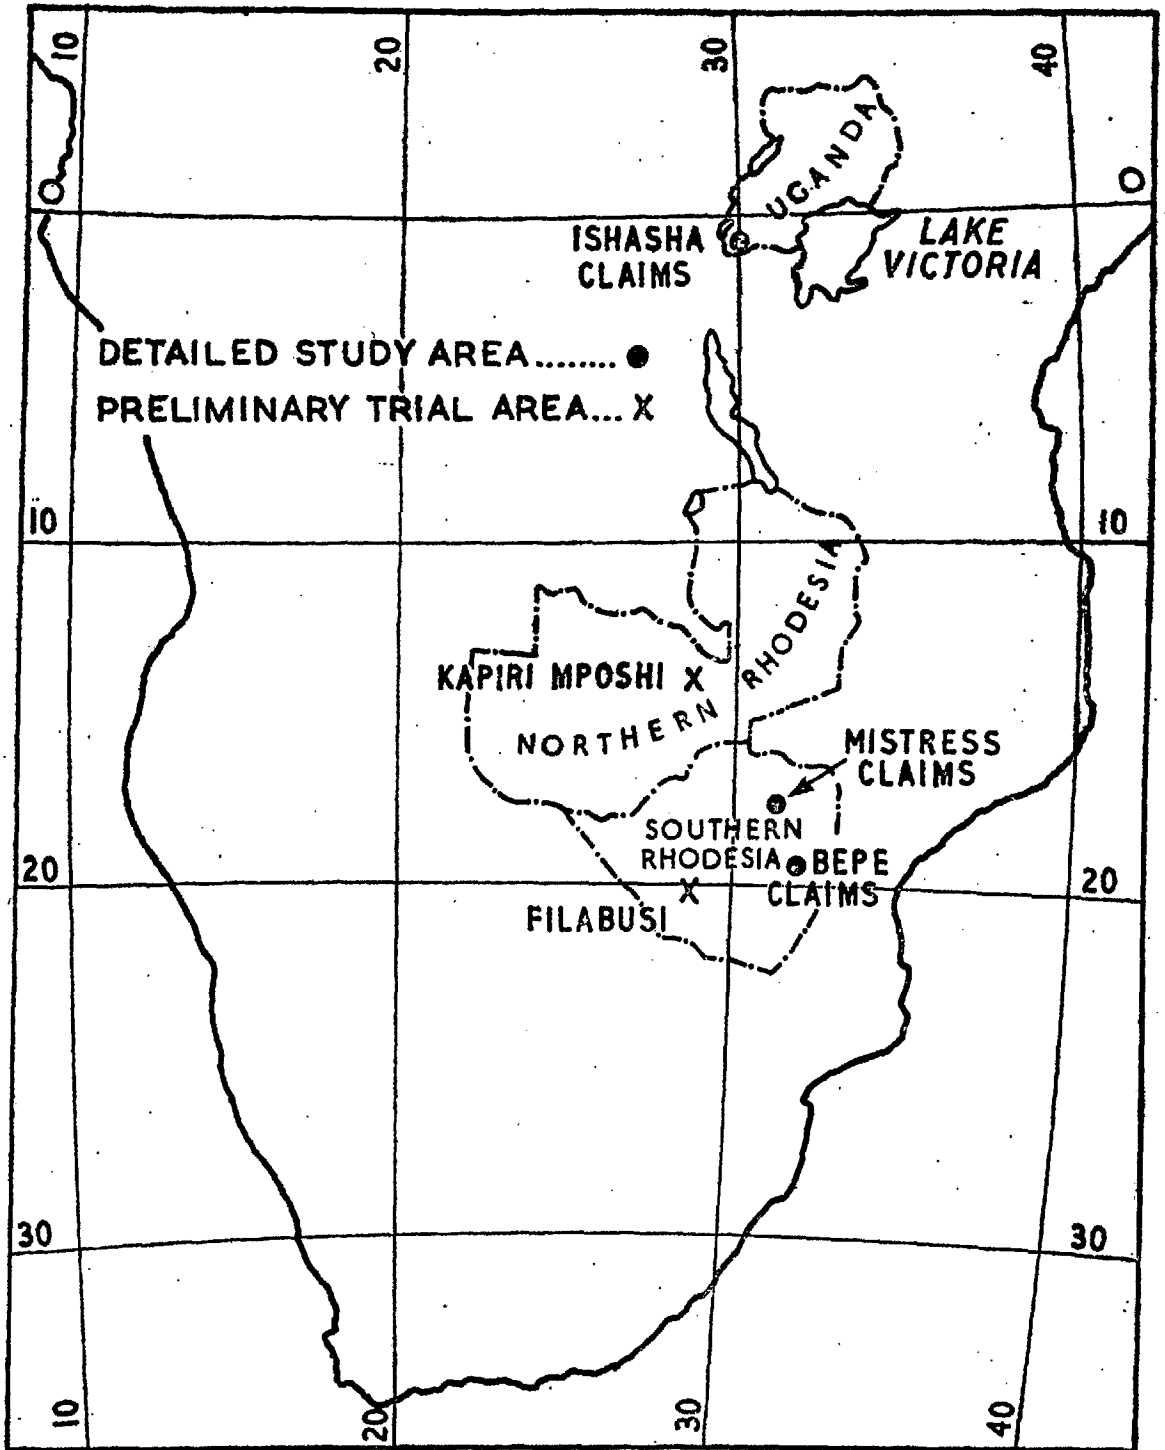 10 20 30 40
UGANDA
0 0
ISHASHA
CLAIMS
LAKE
VICTORIA
DETAILED STUDY AREA........●
PRELIMINARY TRIAL AREA...X
10 10
KAPIRI MPOSHI X
NORTHERN RHODESIA
MISTRESS
CLAIMS
SOUTHERN
RHODESIA
BEPE
CLAIMS
20 20
X
FILABUSI
30 30
10 20 30 40